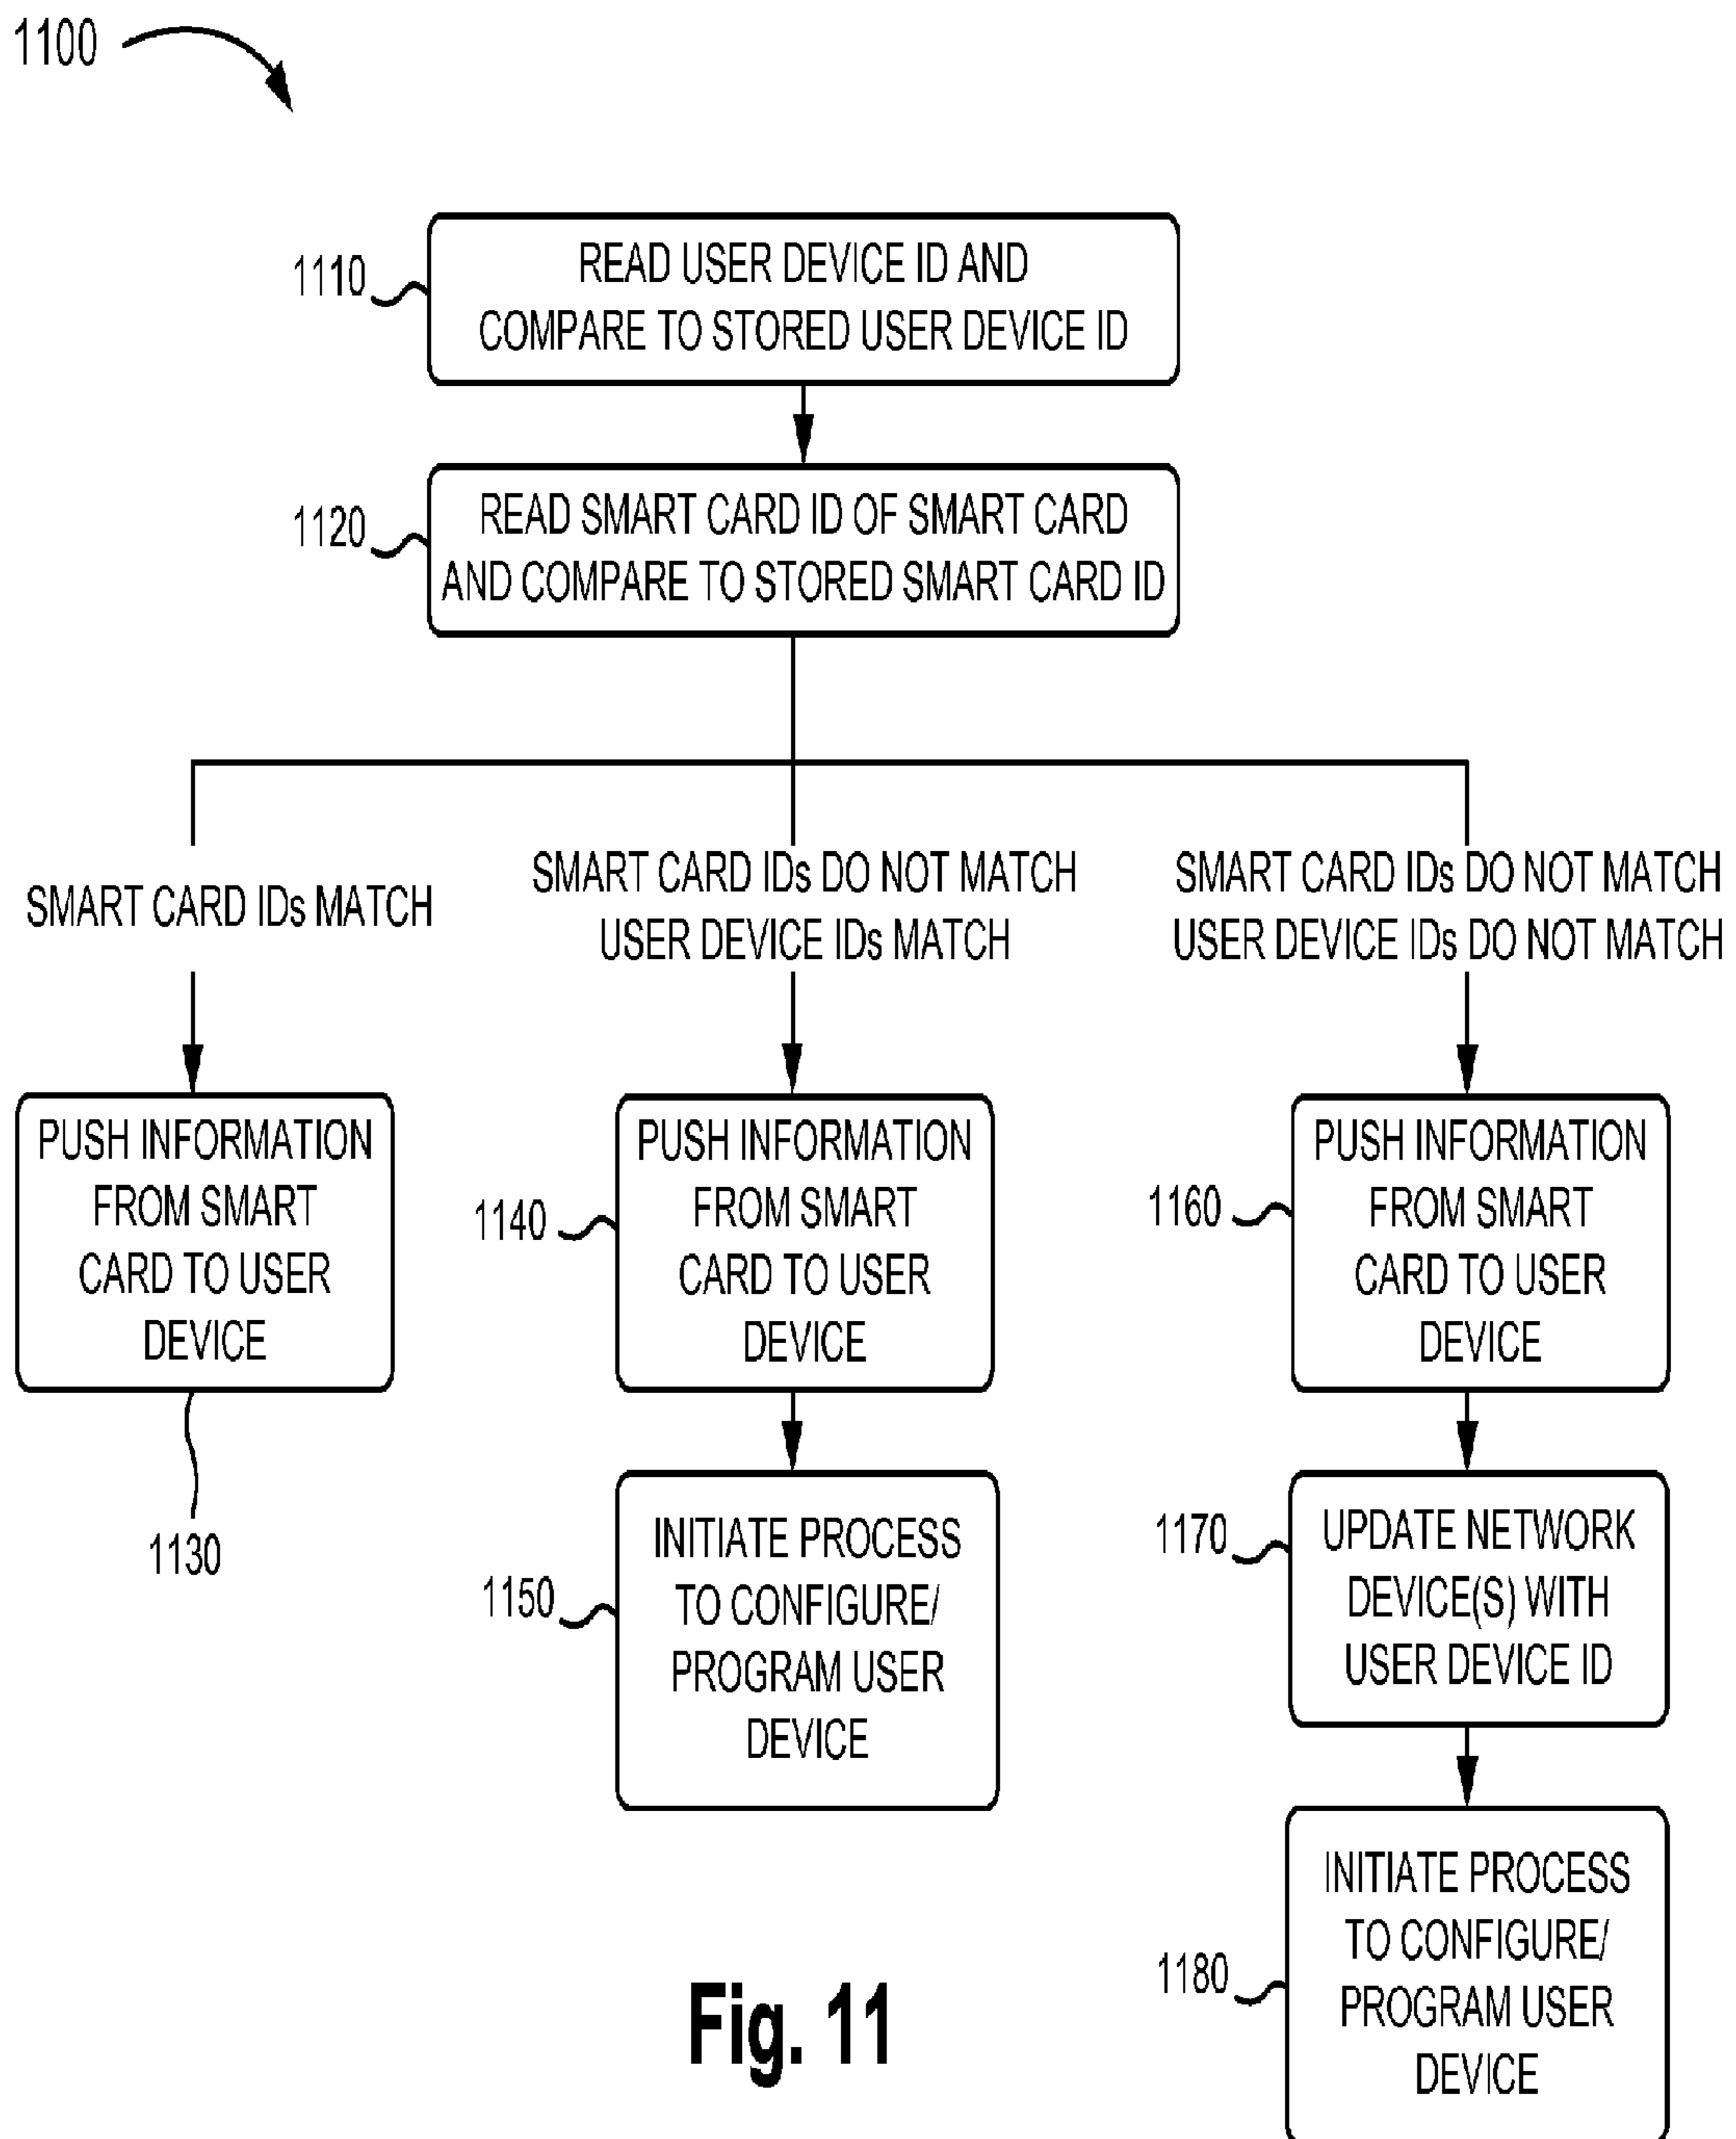 1100
1110
READ USER DEVICE ID AND
COMPARE TO STORED USER DEVICE ID
1120
READ SMART CARD ID OF SMART CARD
AND COMPARE TO STORED SMART CARD ID
SMART CARD IDs MATCH
SMART CARD IDs DO NOT MATCH
USER DEVICE IDs MATCH
SMART CARD IDs DO NOT MATCH
USER DEVICE IDs DO NOT MATCH
PUSH INFORMATION
FROM SMART
CARD TO USER
DEVICE
1130
1140
PUSH INFORMATION
FROM SMART
CARD TO USER
DEVICE
1150
INITIATE PROCESS
TO CONFIGURE/
PROGRAM USER
DEVICE
1160
PUSH INFORMATION
FROM SMART
CARD TO USER
DEVICE
1170
UPDATE NETWORK
DEVICE(S) WITH
USER DEVICE ID
1180
INITIATE PROCESS
TO CONFIGURE/
PROGRAM USER
DEVICE
Fig. 11